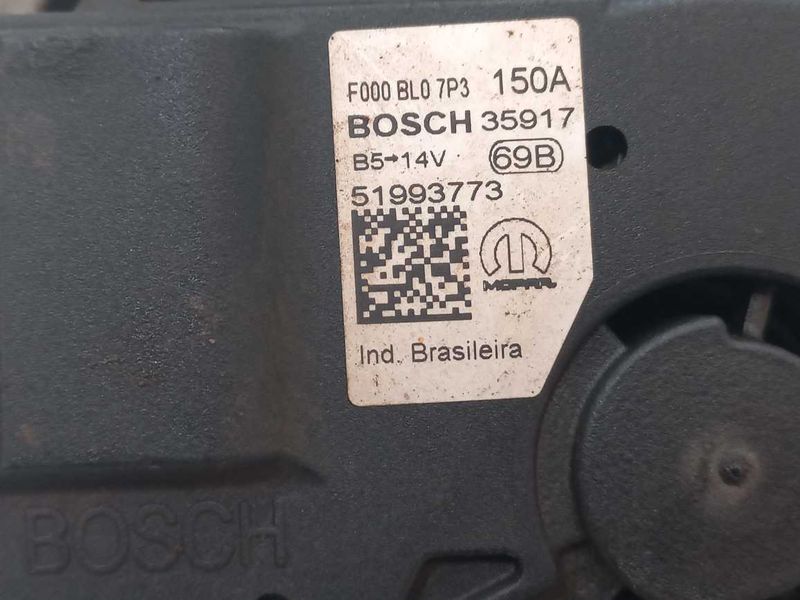 F000 BL0 7P3 150A
BOSCH 35917
B5→14V 69B
51993773
MOPAR
Ind. Brasileira
BOSCH